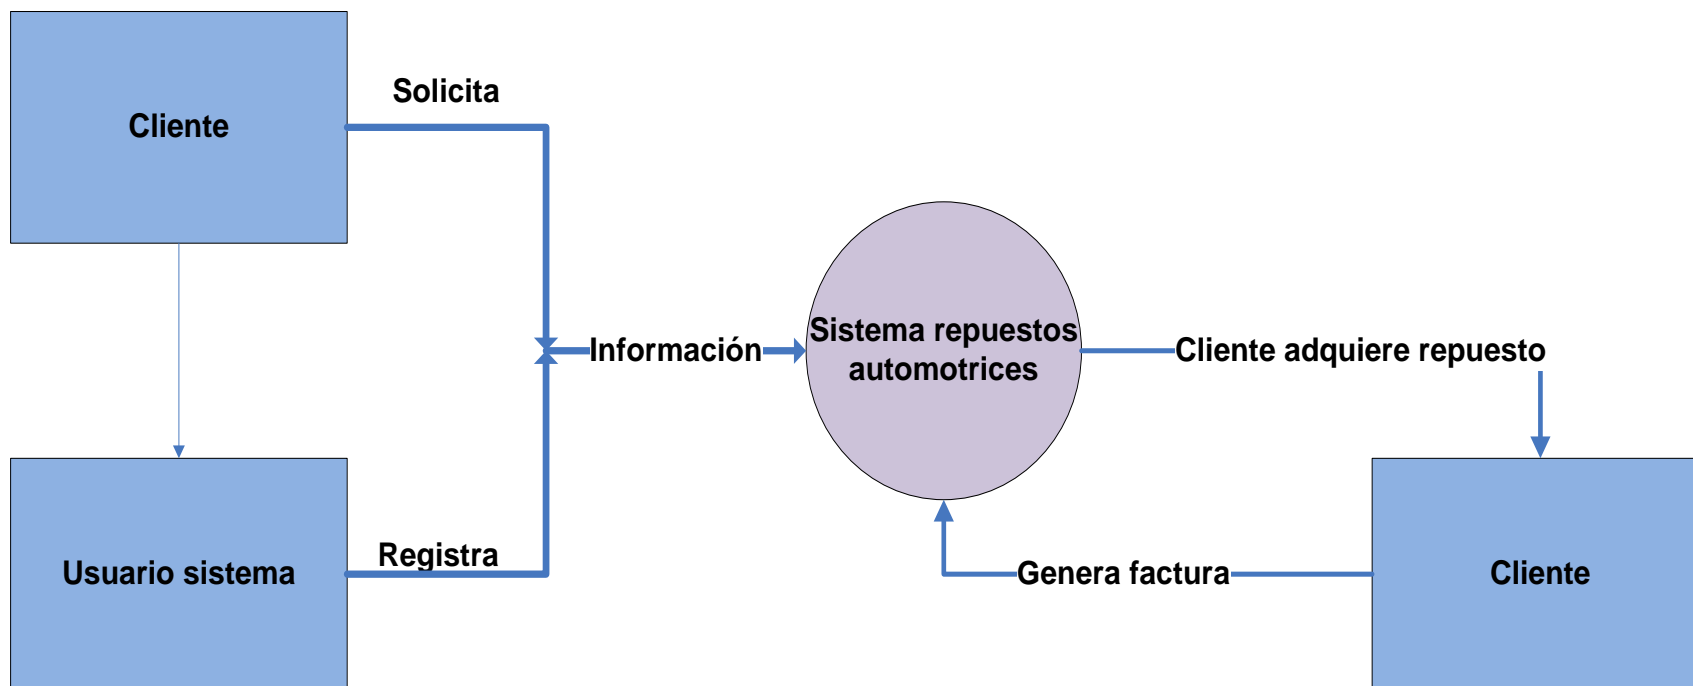 Cliente
Solicita
Información
Sistema repuestos
automotrices
Cliente adquiere repuesto
Usuario sistema
Registra
Genera factura
Cliente